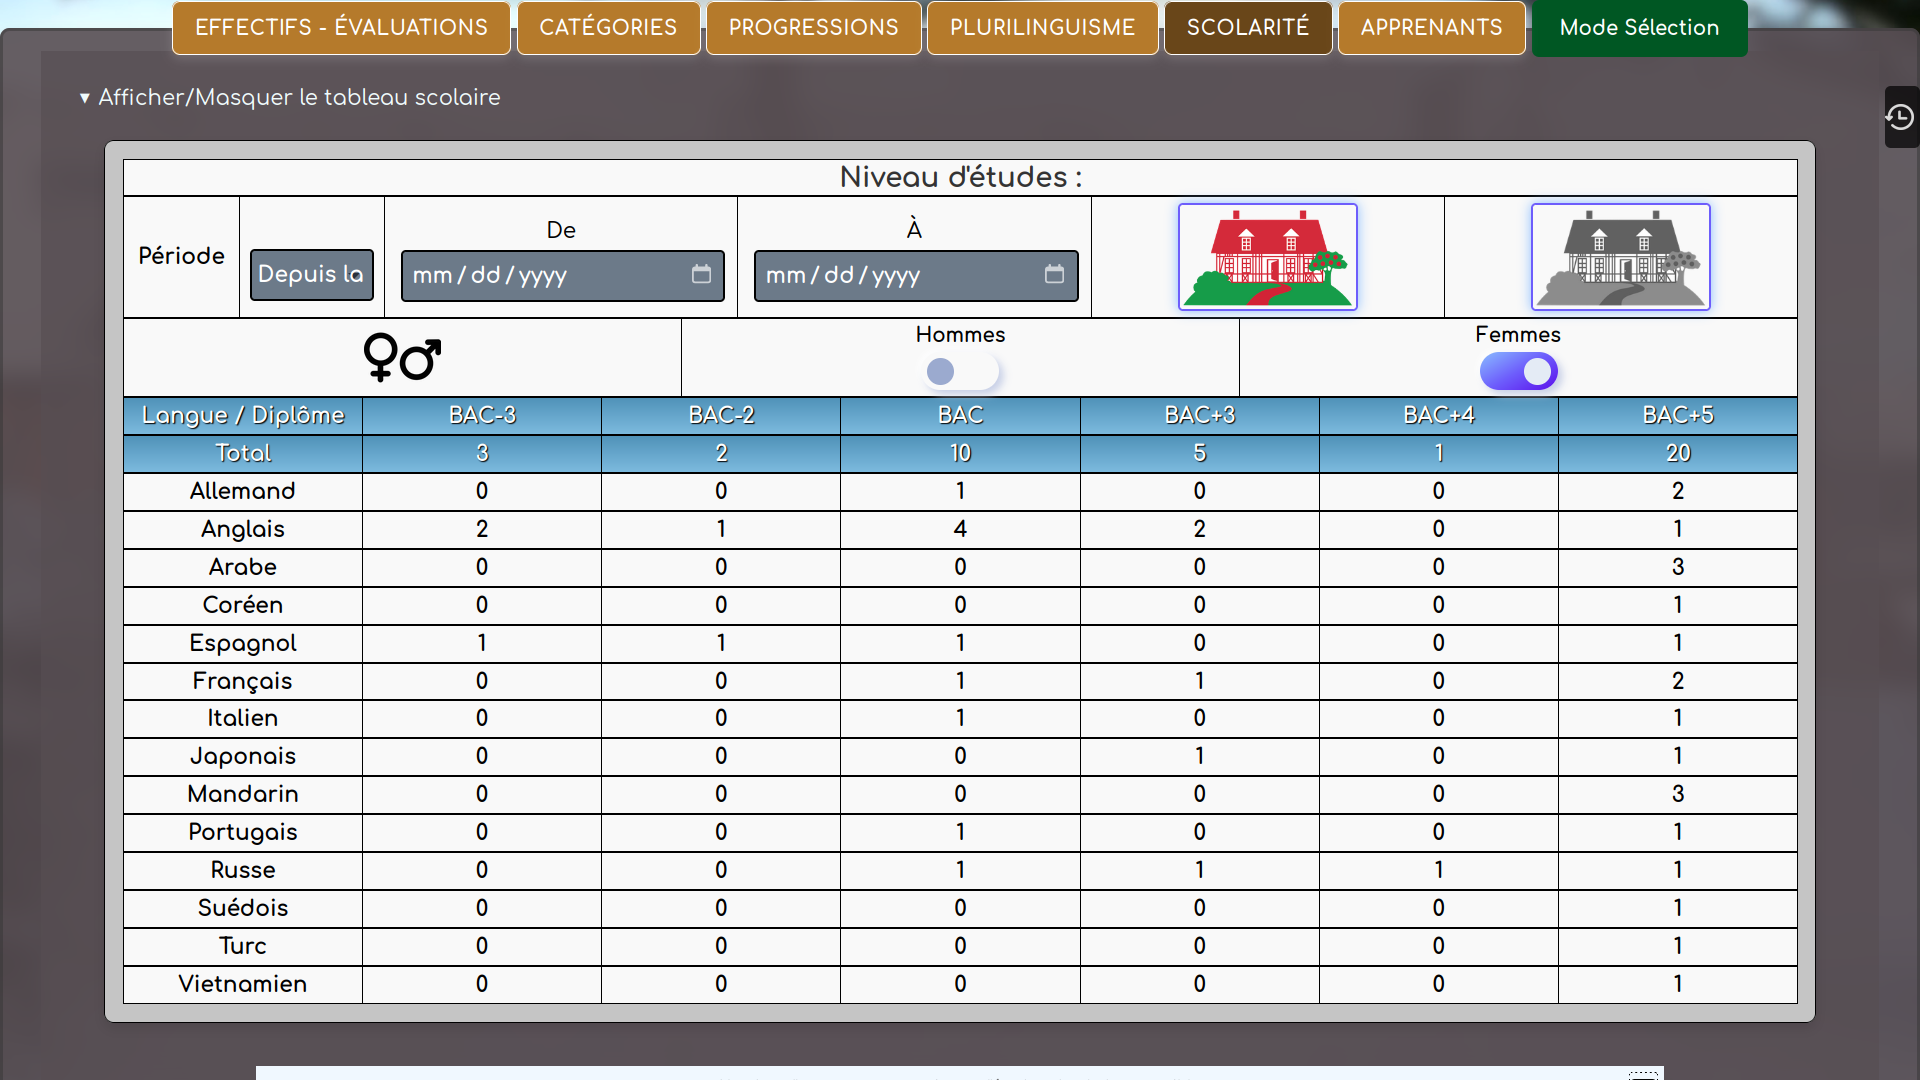 EFFECTIFS - ÉVALUATIONS CATÉGORIES PROGRESSIONS PLURILINGUISME SCOLARITÉ APPRENANTS Mode Sélection
▼ Afficher/Masquer le tableau scolaire
Niveau d'études :
Période Depuis la De mm/dd/yyyy À mm/dd/yyyy
Hommes Femmes
Langue / Diplôme BAC-3 BAC-2 BAC BAC+3 BAC+4 BAC+5
Total 3 2 10 5 1 20
Allemand 0 0 1 0 0 2
Anglais 2 1 4 2 0 1
Arabe 0 0 0 0 0 3
Coréen 0 0 0 0 0 1
Espagnol 1 1 1 0 0 1
Français 0 0 1 1 0 2
Italien 0 0 1 0 0 1
Japonais 0 0 0 1 0 1
Mandarin 0 0 0 0 0 3
Portugais 0 0 1 0 0 1
Russe 0 0 1 1 1 1
Suédois 0 0 0 0 0 1
Turc 0 0 0 0 0 1
Vietnamien 0 0 0 0 0 1